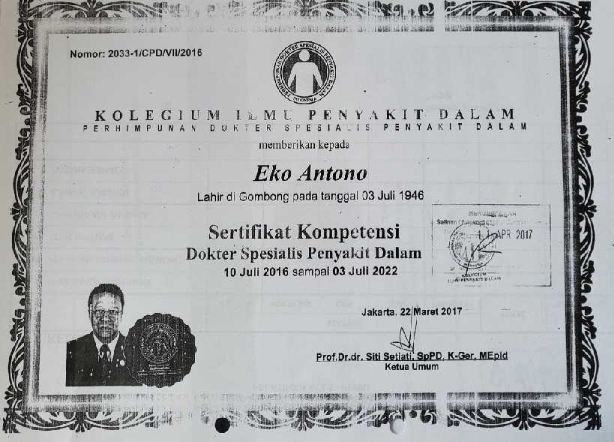 Nomor: 2033-1/CPD/VII/2016
KOLEGIUM ILMU PENYAKIT DALAM
PERHIMPUNAN DOKTER SPESIALIS PENYAKIT DALAM
memberikan kepada
Eko Antono
Lahir di Gombong pada tanggal 03 Juli 1946
Sertifikat Kompetensi
Dokter Spesialis Penyakit Dalam
10 Juli 2016 sampai 03 Juli 2022
APR 2017
Jakarta, 22 Maret 2017
Prof.Dr.dr. Siti Setiati, SpPD, K-Ger, MEpid
Ketua Umum